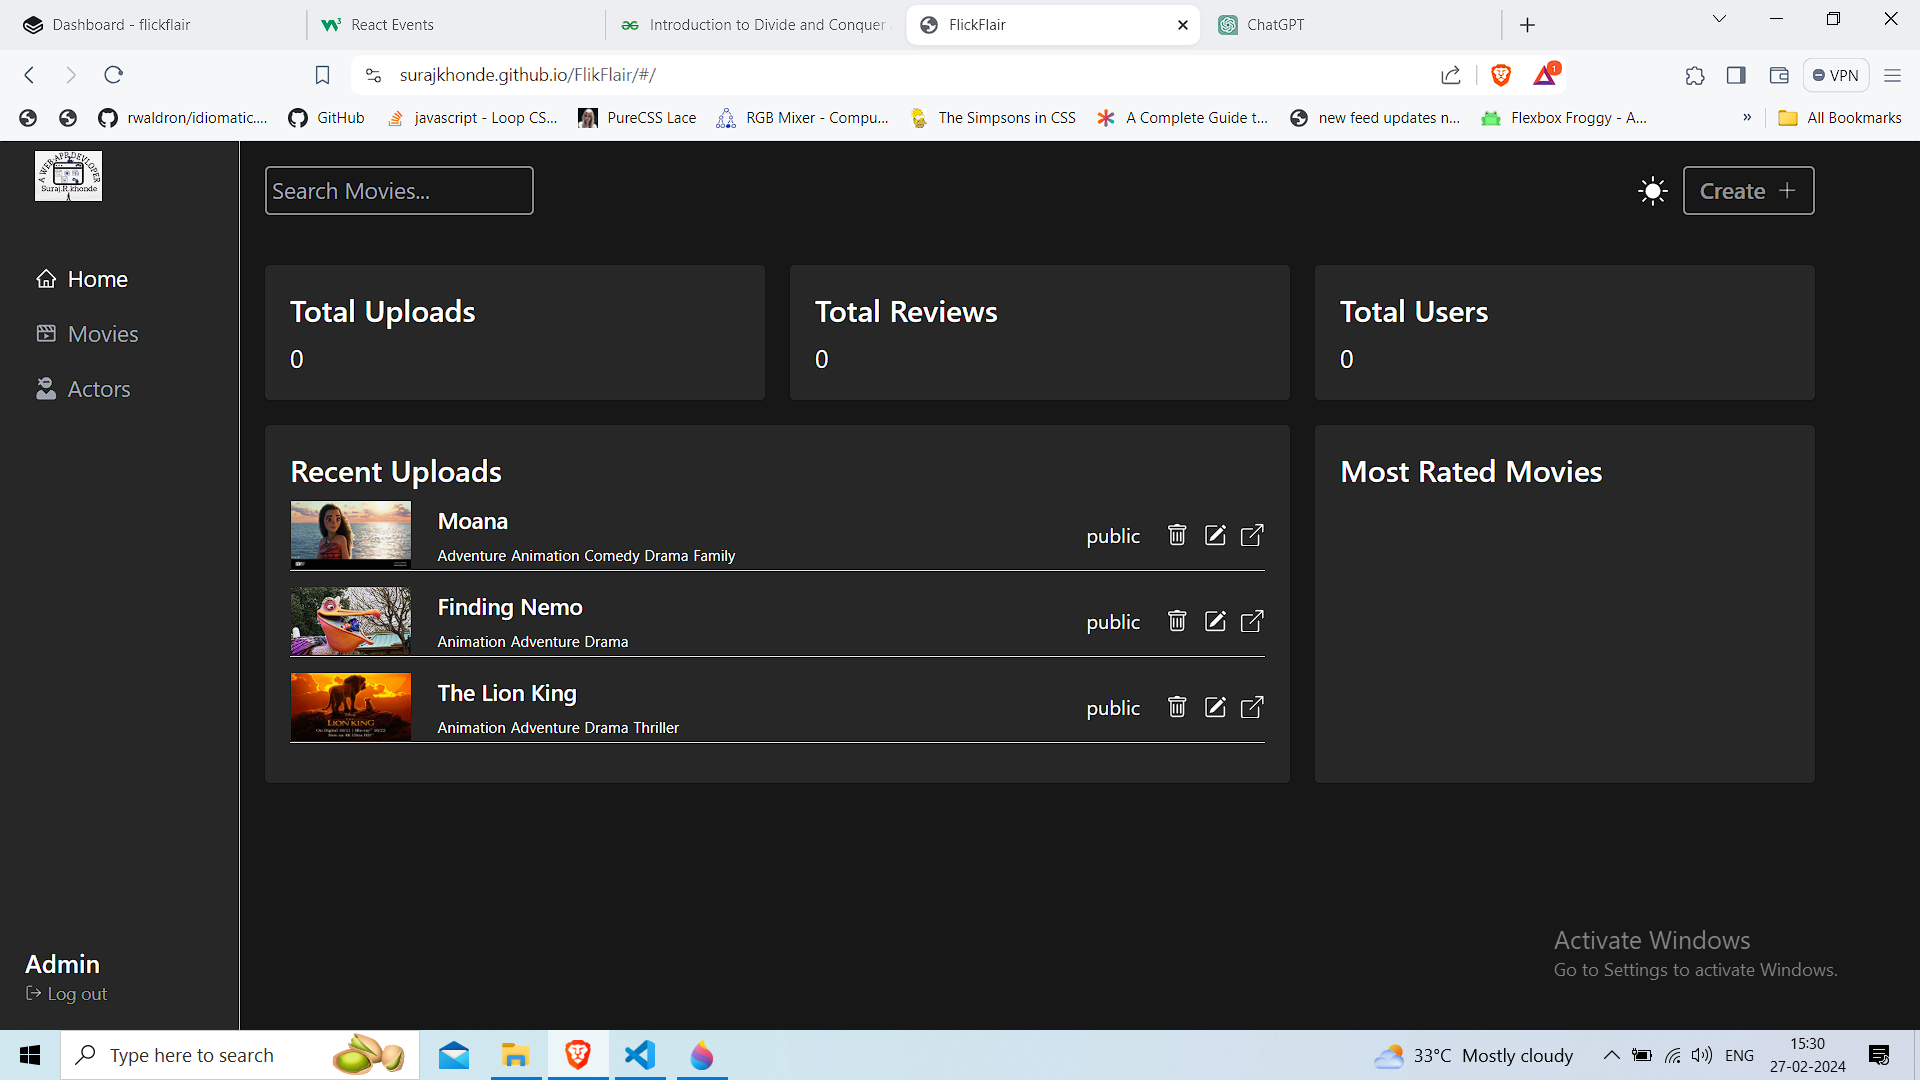 Dashboard - flickflair
React Events
Introduction to Divide and Conquer
FlickFlair
ChatGPT
surajkhonde.github.io/FlikFlair/#/
1
VPN
rwaldron/idiomatic....
GitHub
javascript - Loop CS...
PureCSS Lace
RGB Mixer - Compu...
The Simpsons in CSS
A Complete Guide t...
new feed updates n...
Flexbox Froggy - A...
»
All Bookmarks
A WEB APP DEVLOPER
Suraj.R.khonde
Search Movies...
Create +
Home
Movies
Actors
Total Uploads
0
Total Reviews
0
Total Users
0
Recent Uploads
Moana
Adventure Animation Comedy Drama Family
public
Finding Nemo
Animation Adventure Drama
public
The Lion King
Animation Adventure Drama Thriller
public
LION KING
Most Rated Movies
Admin
Log out
Activate Windows
Go to Settings to activate Windows.
Type here to search
33°C Mostly cloudy
ENG
15:30
27-02-2024